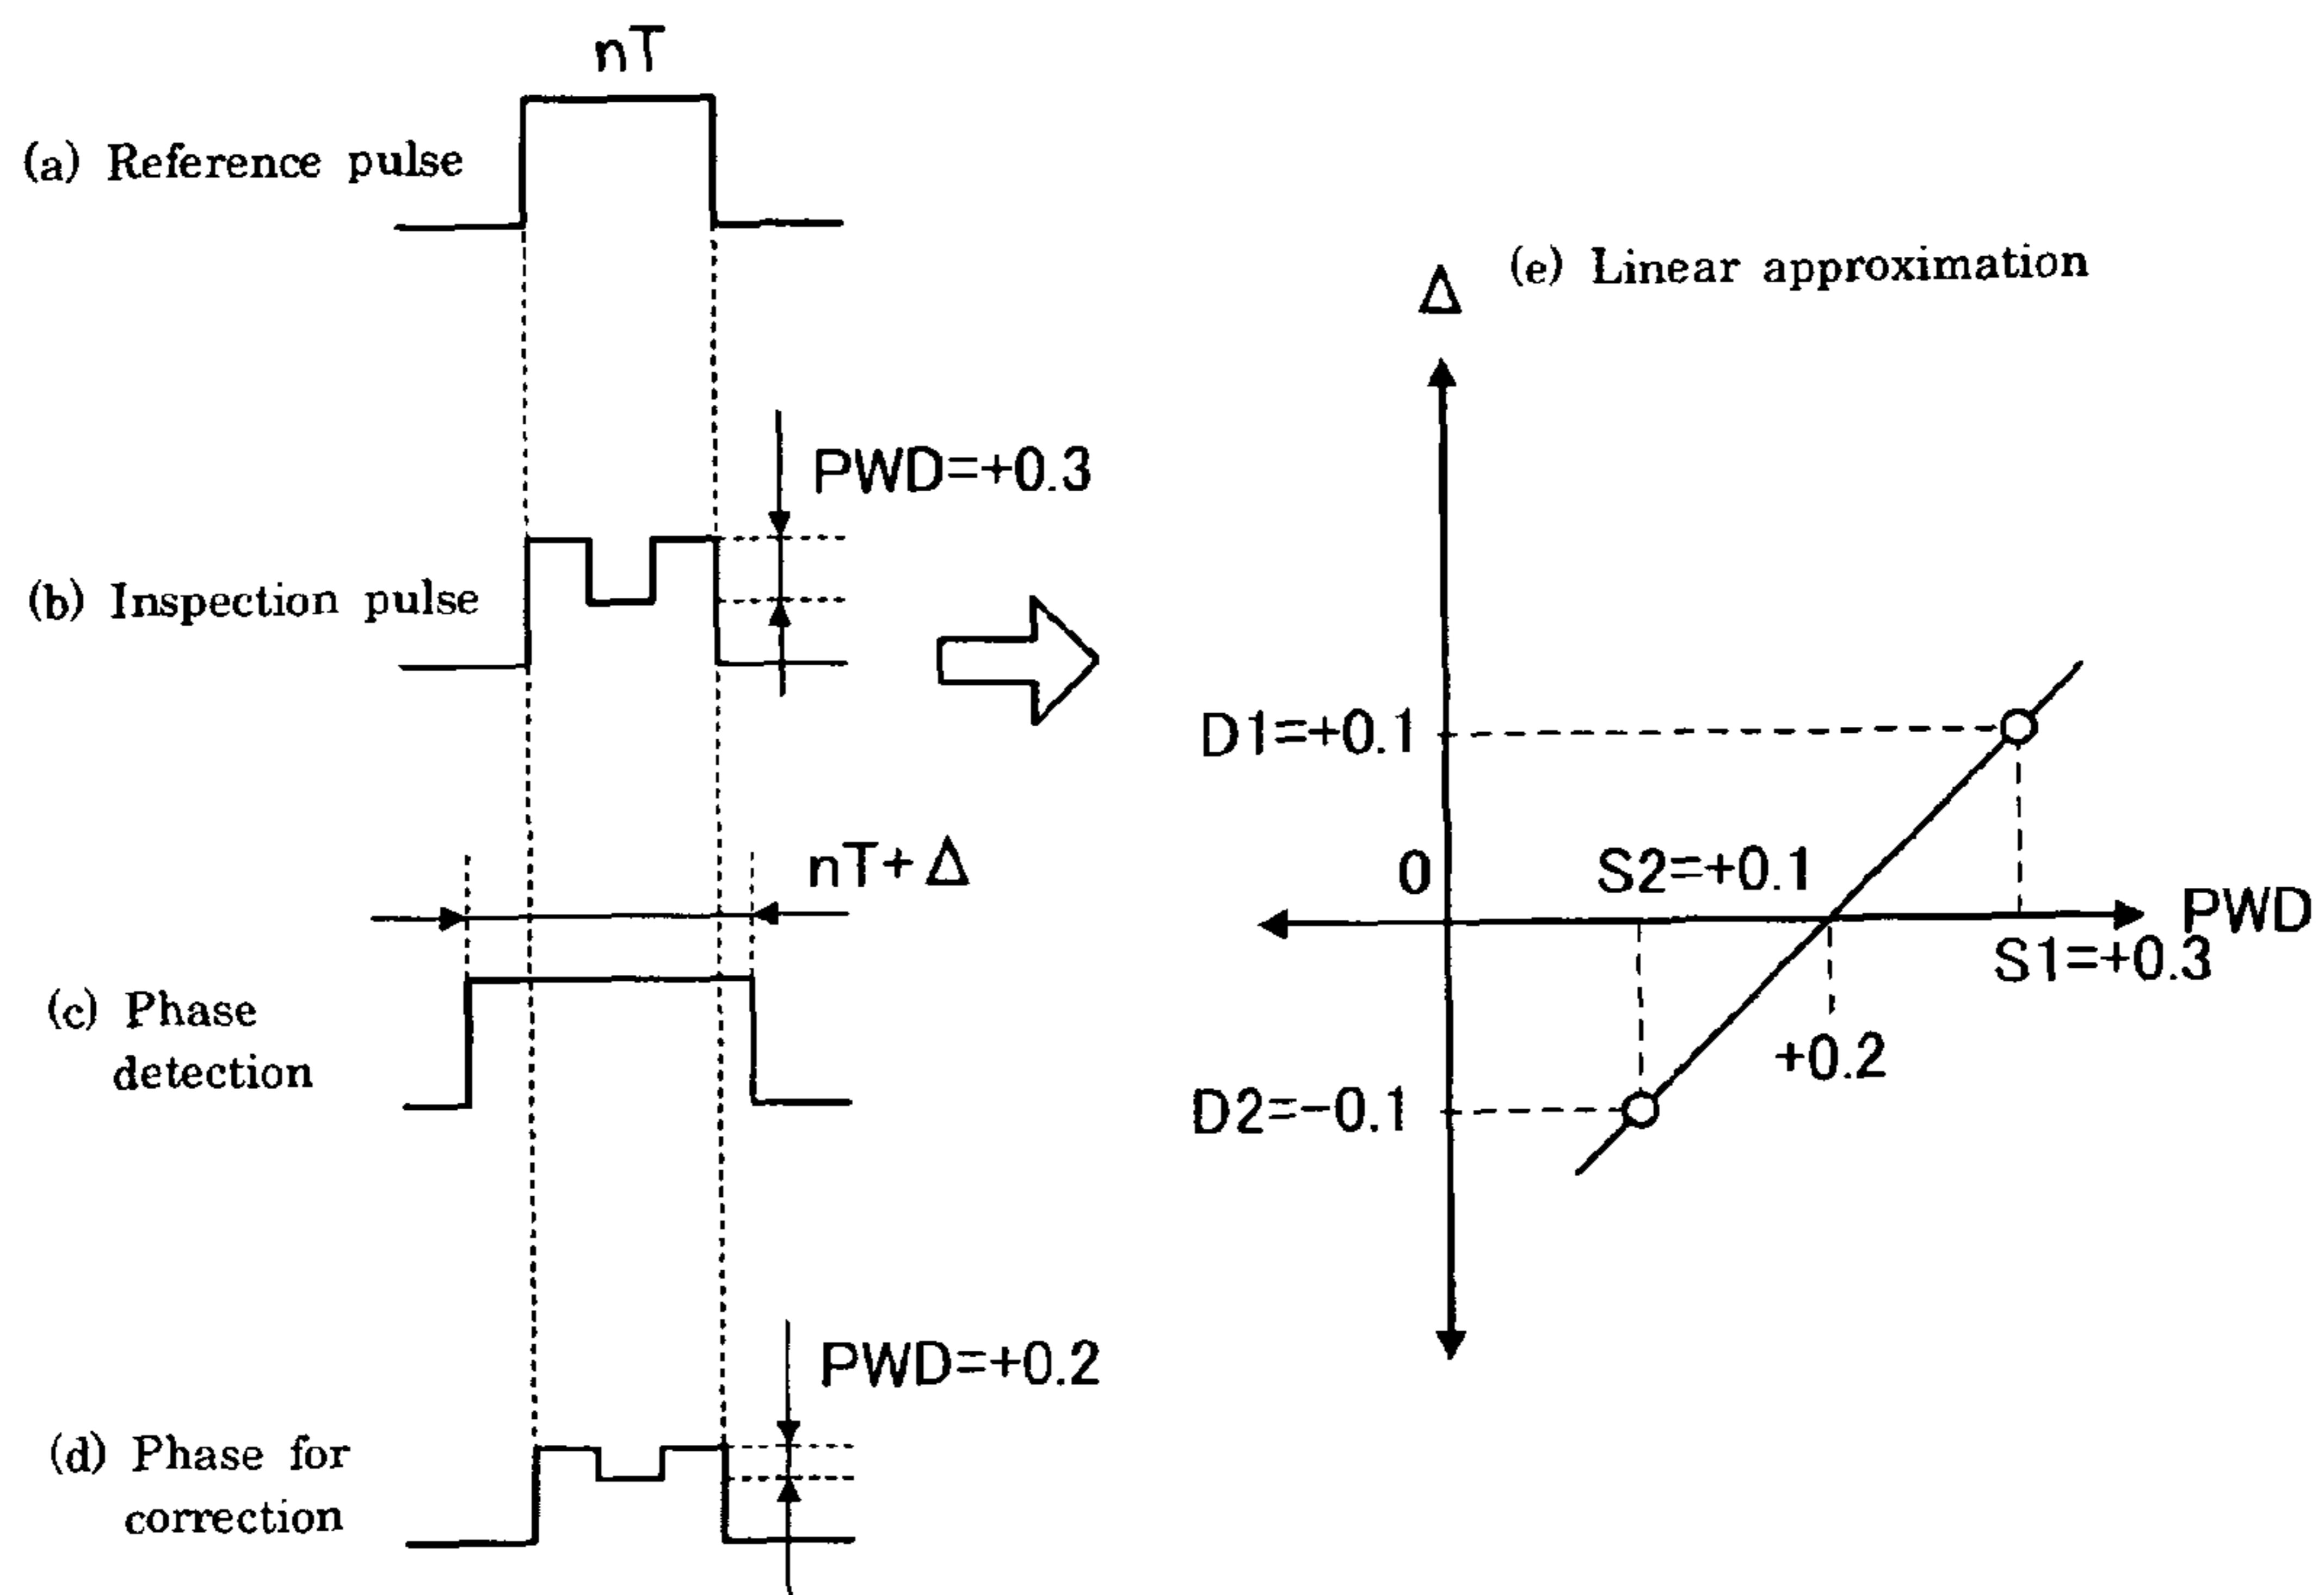 nT
(a) Reference pulse
(e) Linear approximation
Δ
PWD=+0.3
(b) Inspection pulse
D1=+0.1
nT+Δ
0
S2=+0.1
PWD
S1=+0.3
(c) Phase
detection
+0.2
D2=-0.1
PWD=+0.2
(d) Phase for
correction